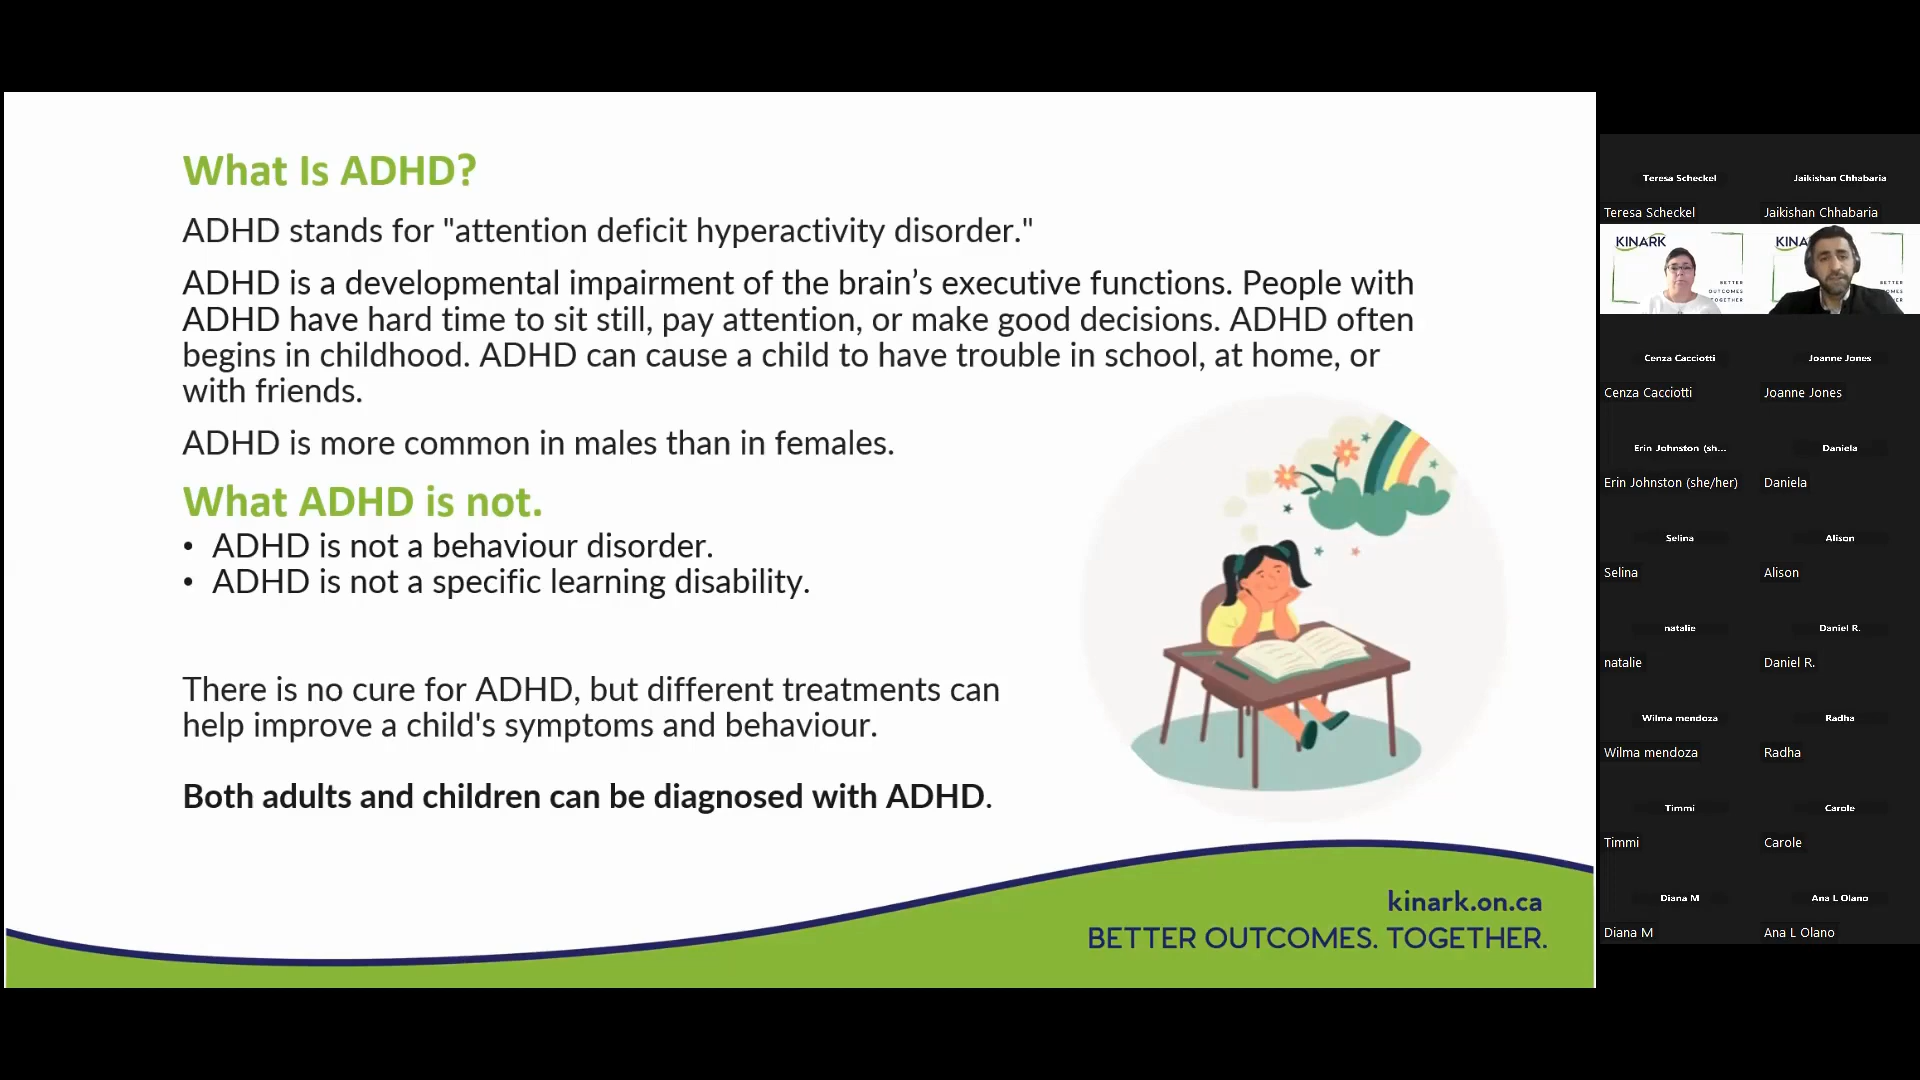 What Is ADHD?
ADHD stands for "attention deficit hyperactivity disorder."
ADHD is a developmental impairment of the brain’s executive functions. People with
ADHD have hard time to sit still, pay attention, or make good decisions. ADHD often
begins in childhood. ADHD can cause a child to have trouble in school, at home, or
with friends.
ADHD is more common in males than in females.
What ADHD is not.
• ADHD is not a behaviour disorder.
• ADHD is not a specific learning disability.
There is no cure for ADHD, but different treatments can
help improve a child's symptoms and behaviour.
Both adults and children can be diagnosed with ADHD.
kinark.on.ca
BETTER OUTCOMES. TOGETHER.
Teresa Scheckel
Jaikishan Chhabaria
Teresa Scheckel
Jaikishan Chhabaria
KINARK
BETTER
OUTCOMES
TOGETHER
KINA
BETTER
Cenza Cacciotti
Joanne Jones
Cenza Cacciotti
Joanne Jones
Erin Johnston (sh...
Daniela
Erin Johnston (she/her)
Daniela
Selina
Alison
Selina
Alison
natalie
Daniel R.
natalie
Daniel R.
Wilma mendoza
Radha
Wilma mendoza
Radha
Timmi
Carole
Timmi
Carole
Diana M
Ana L Olano
Diana M
Ana L Olano